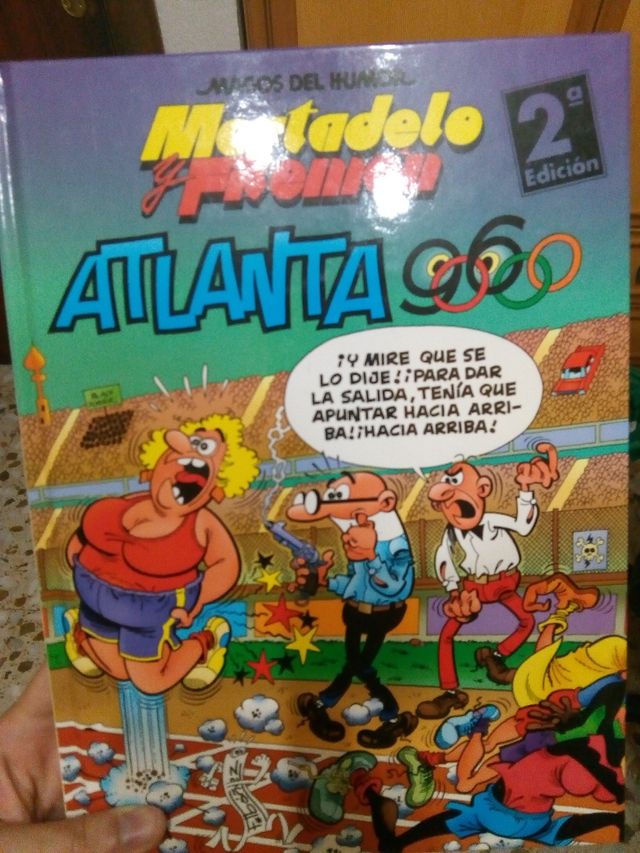 MAGOS DEL HUMOR
Mortadelo
y Filemón
2ª
Edición
ATLANTA 96
¡Y MIRE QUE SE
LO DIJE! ¡PARA DAR
LA SALIDA, TENÍA QUE
APUNTAR HACIA ARRI-
BA! ¡HACIA ARRIBA!